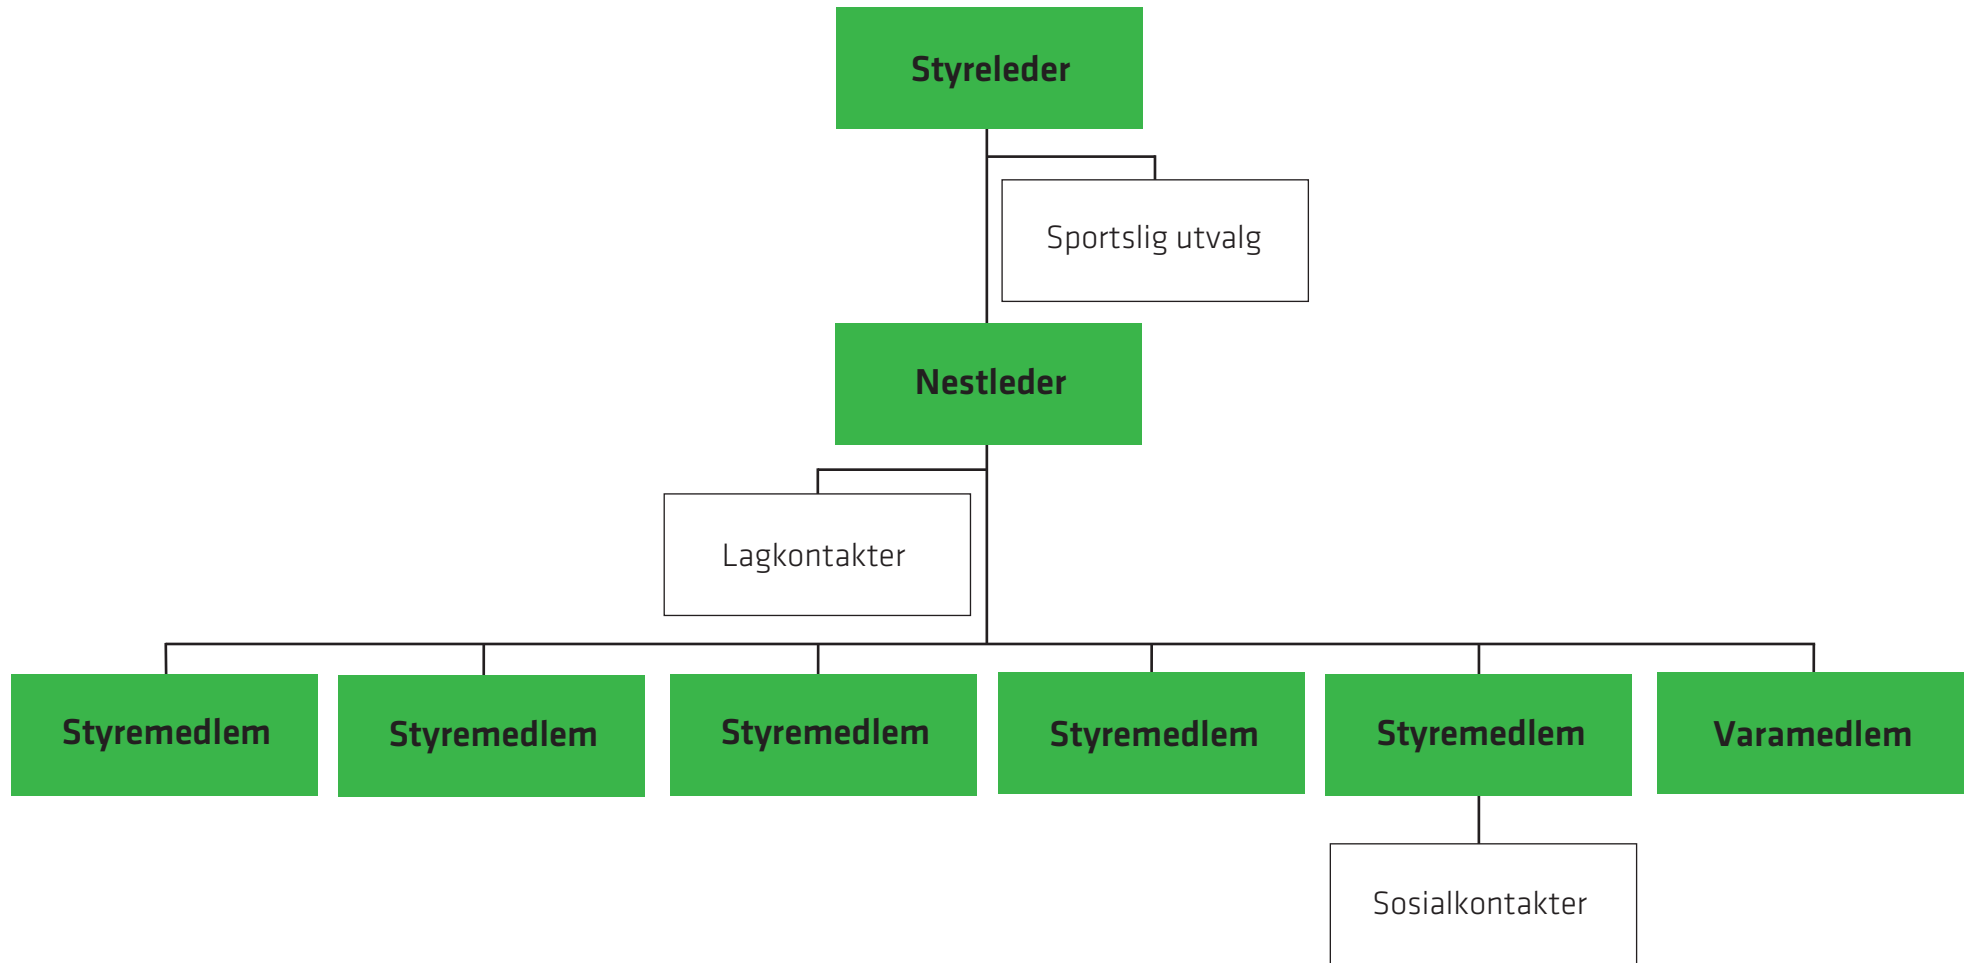 Styreleder
Sportslig utvalg
Nestleder
Lagkontakter
Styremedlem
Styremedlem
Styremedlem
Styremedlem
Styremedlem
Varamedlem
Sosialkontakter